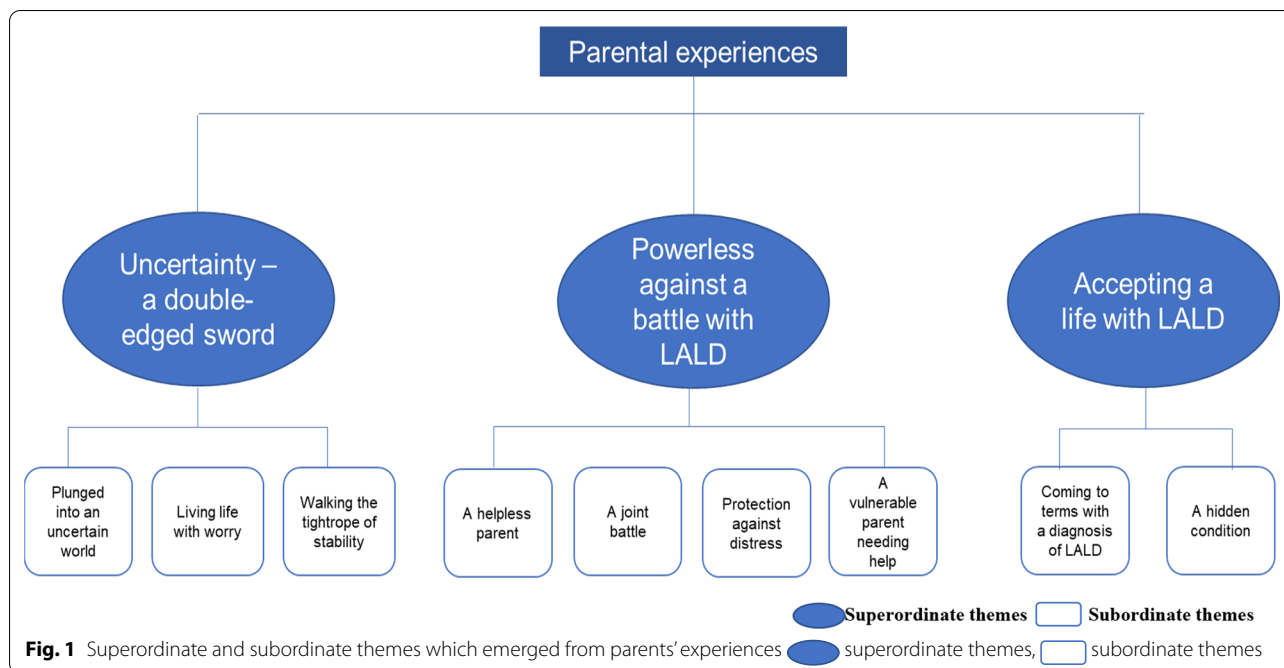 Parental experiences
Uncertainty –
a double-
edged sword
Powerless
against a
battle with
LALD
Accepting a
life with LALD
Plunged
into an
uncertain
world
Living life
with worry
Walking the
tightrope of
stability
A helpless
parent
A joint
battle
Protection
against
distress
A
vulnerable
parent
needing
help
Coming to
terms with
a diagnosis
of LALD
A hidden
condition
Superordinate themes Subordinate themes
Fig. 1 Superordinate and subordinate themes which emerged from parents’ experiences superordinate themes, subordinate themes